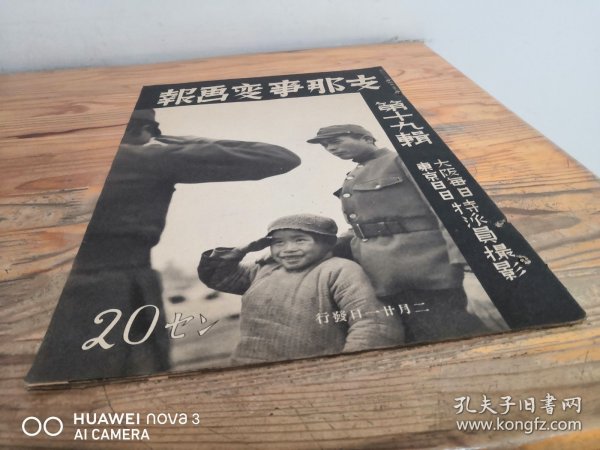 支那事変画報
第十九輯
大阪毎日
東京日日
特派員撮影
二月廿一日發行
20セン
HUAWEI nova 3
AI CAMERA
孔夫子旧书网
www.kongfz.com